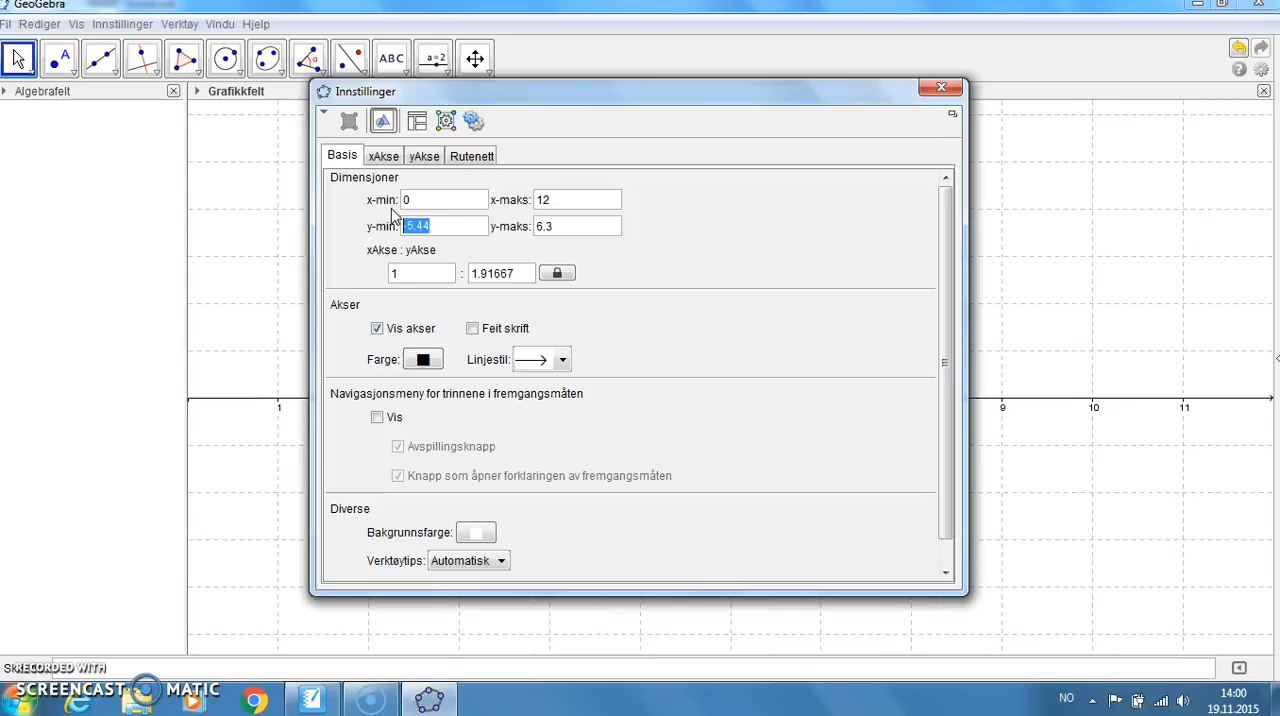 GeoGebra
Fil Rediger Vis Innstillinger Verktøy Vindu Hjelp
A ABC a=2
Algebrafelt
Grafikkfelt
Innstillinger
Basis xAkse yAkse Rutenett
Dimensjoner
x-min: 0 x-maks: 12
y-min: -5.44 y-maks: 6.3
xAkse : yAkse
1 : 1.91667
Akser
Vis akser Feit skrift
Farge: Linjestil:
Navigasjonsmeny for trinnene i fremgangsmåten
Vis
Avspillingsknapp
Knapp som åpner forklaringen av fremgangsmåten
Diverse
Bakgrunnsfarge:
Verktøytips: Automatisk
1 9 10 11
RECORDED WITH
SCREENCAST MATIC
NO
14:00
19.11.2015